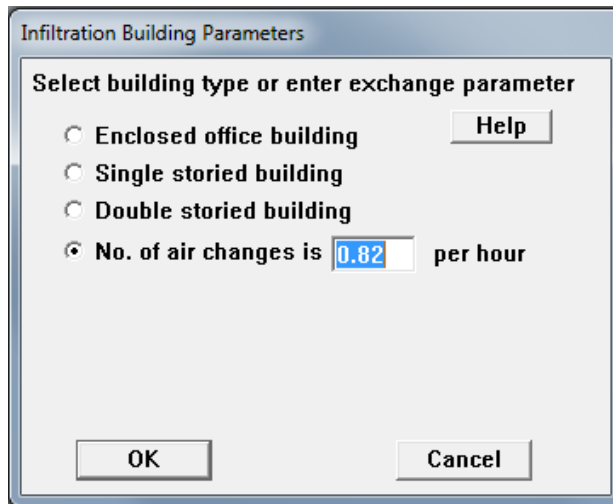 Infiltration Building Parameters
Select building type or enter exchange parameter
Enclosed office building
Help
Single storied building
Double storied building
No. of air changes is 0.82 per hour
OK
Cancel